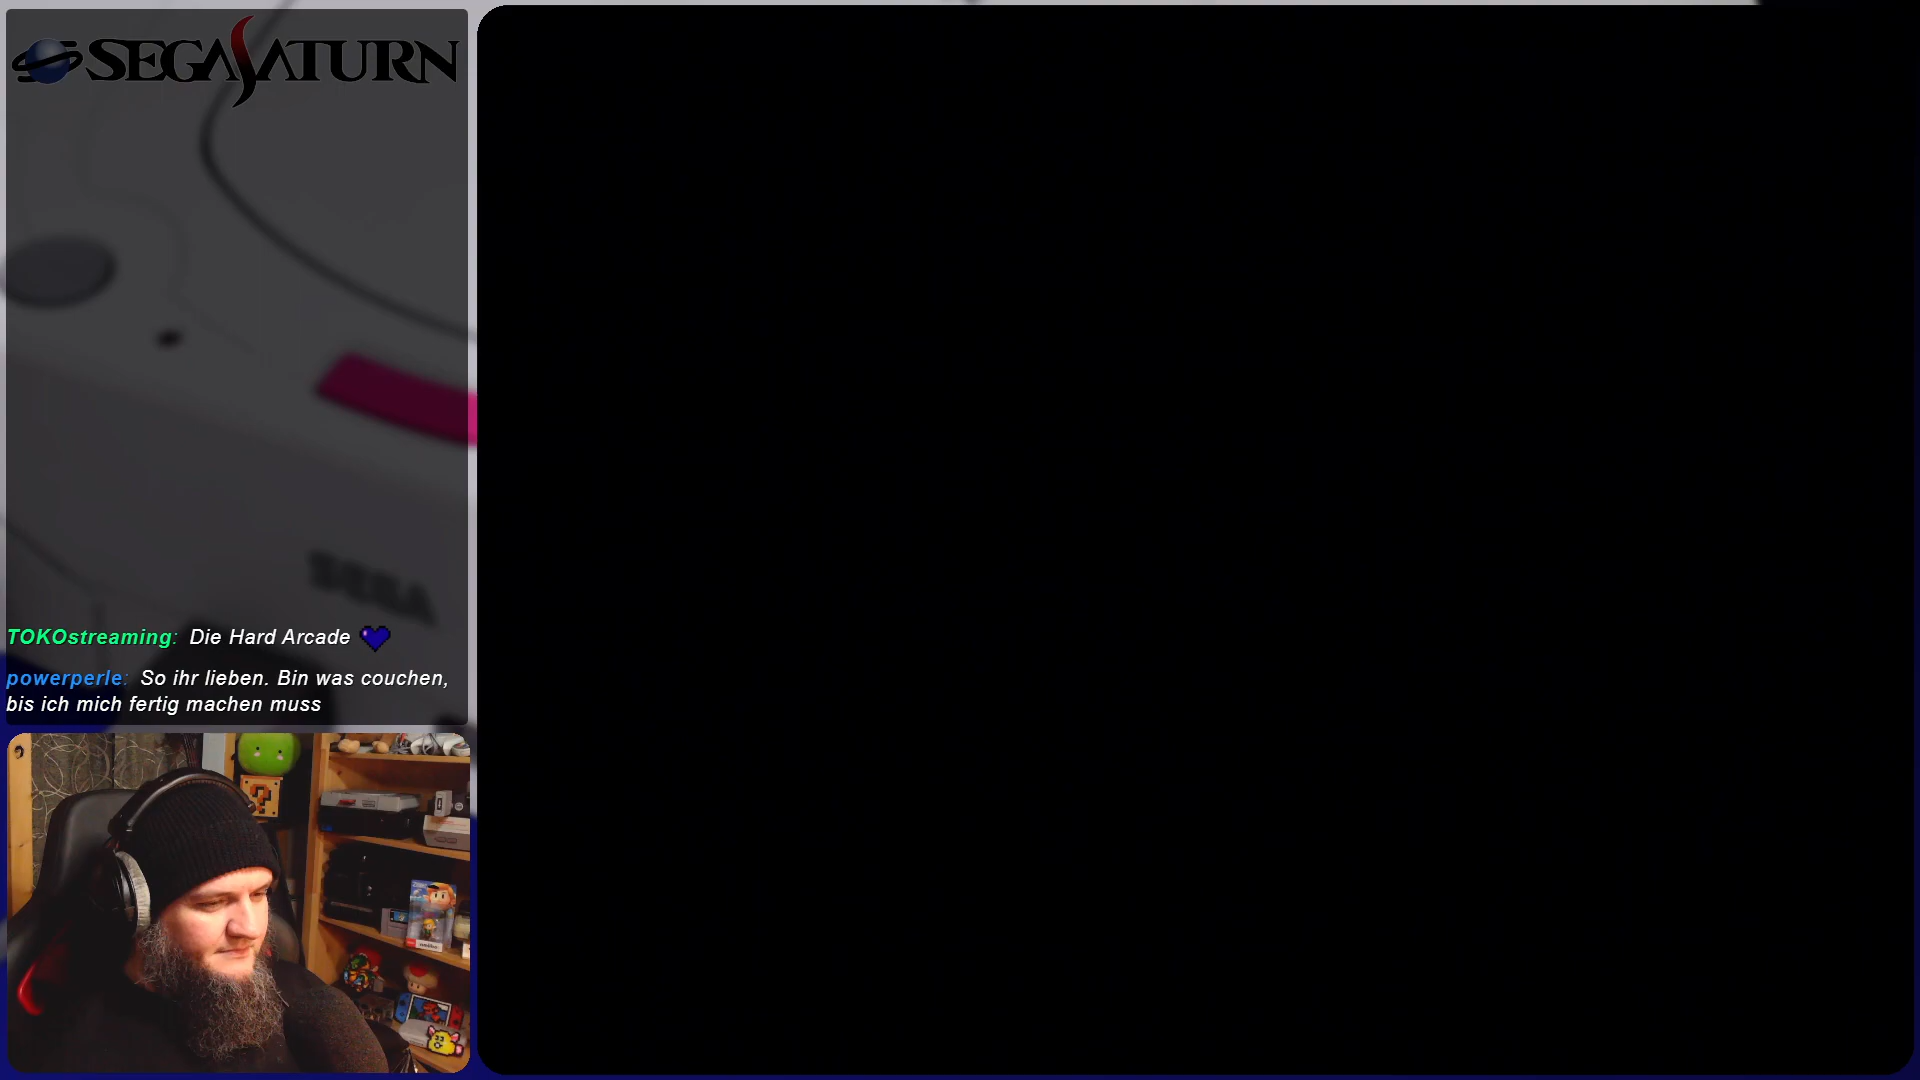 SEGA SATURN
SEGA
TOKOstreaming: Die Hard Arcade
powerperle: So ihr lieben. Bin was couchen,
bis ich mich fertig machen muss
?